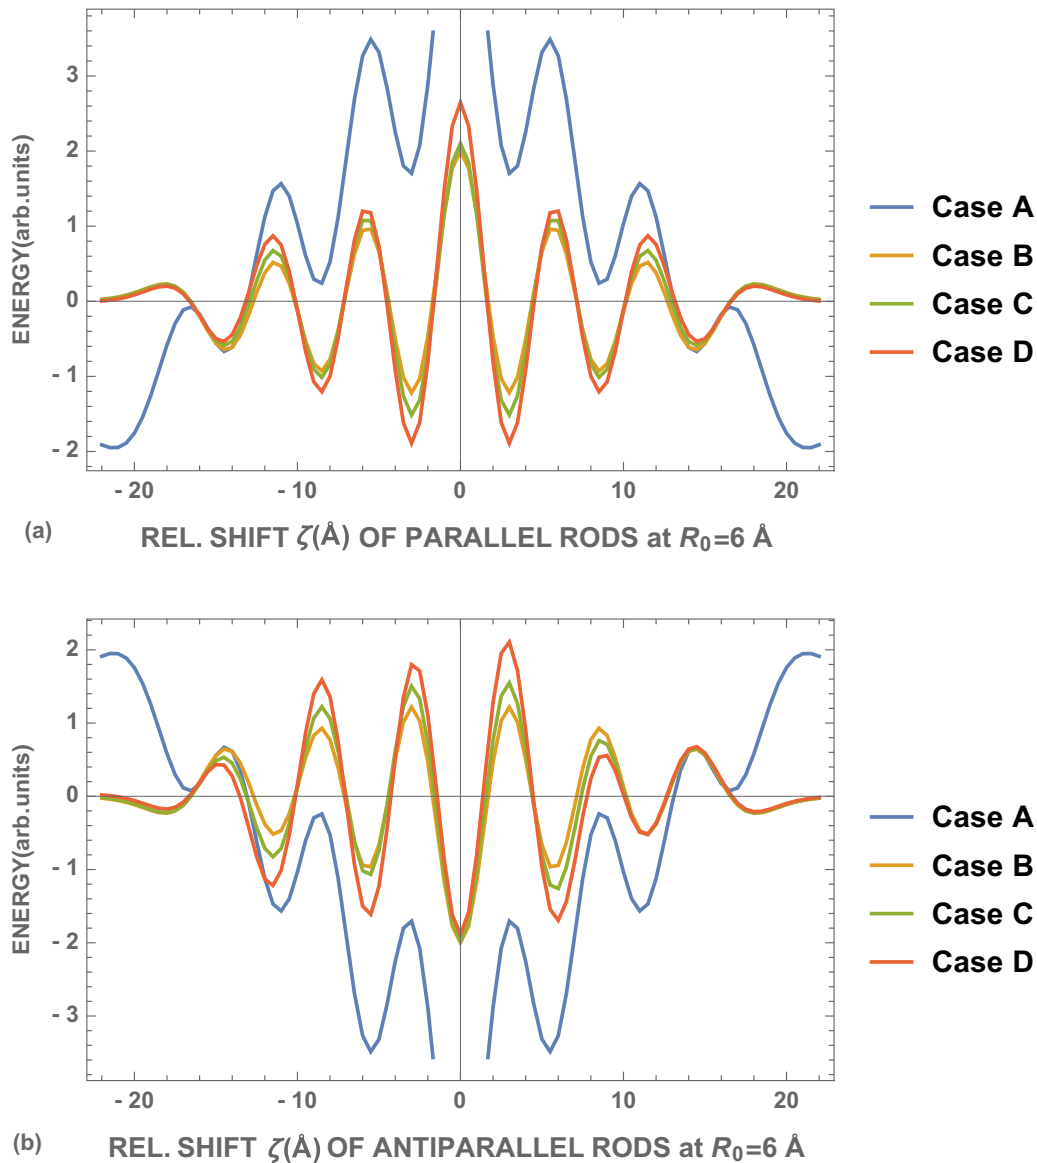 3
2
1
0
- 1
- 2
ENERGY(arb.units)
- 20
- 10
0
10
20
(a)
REL. SHIFT ζ(Å) OF PARALLEL RODS at R₀=6 Å
Case A
Case B
Case C
Case D
2
1
0
- 1
- 2
- 3
ENERGY(arb.units)
- 20
- 10
0
10
20
(b)
REL. SHIFT ζ(Å) OF ANTIPARALLEL RODS at R₀=6 Å
Case A
Case B
Case C
Case D